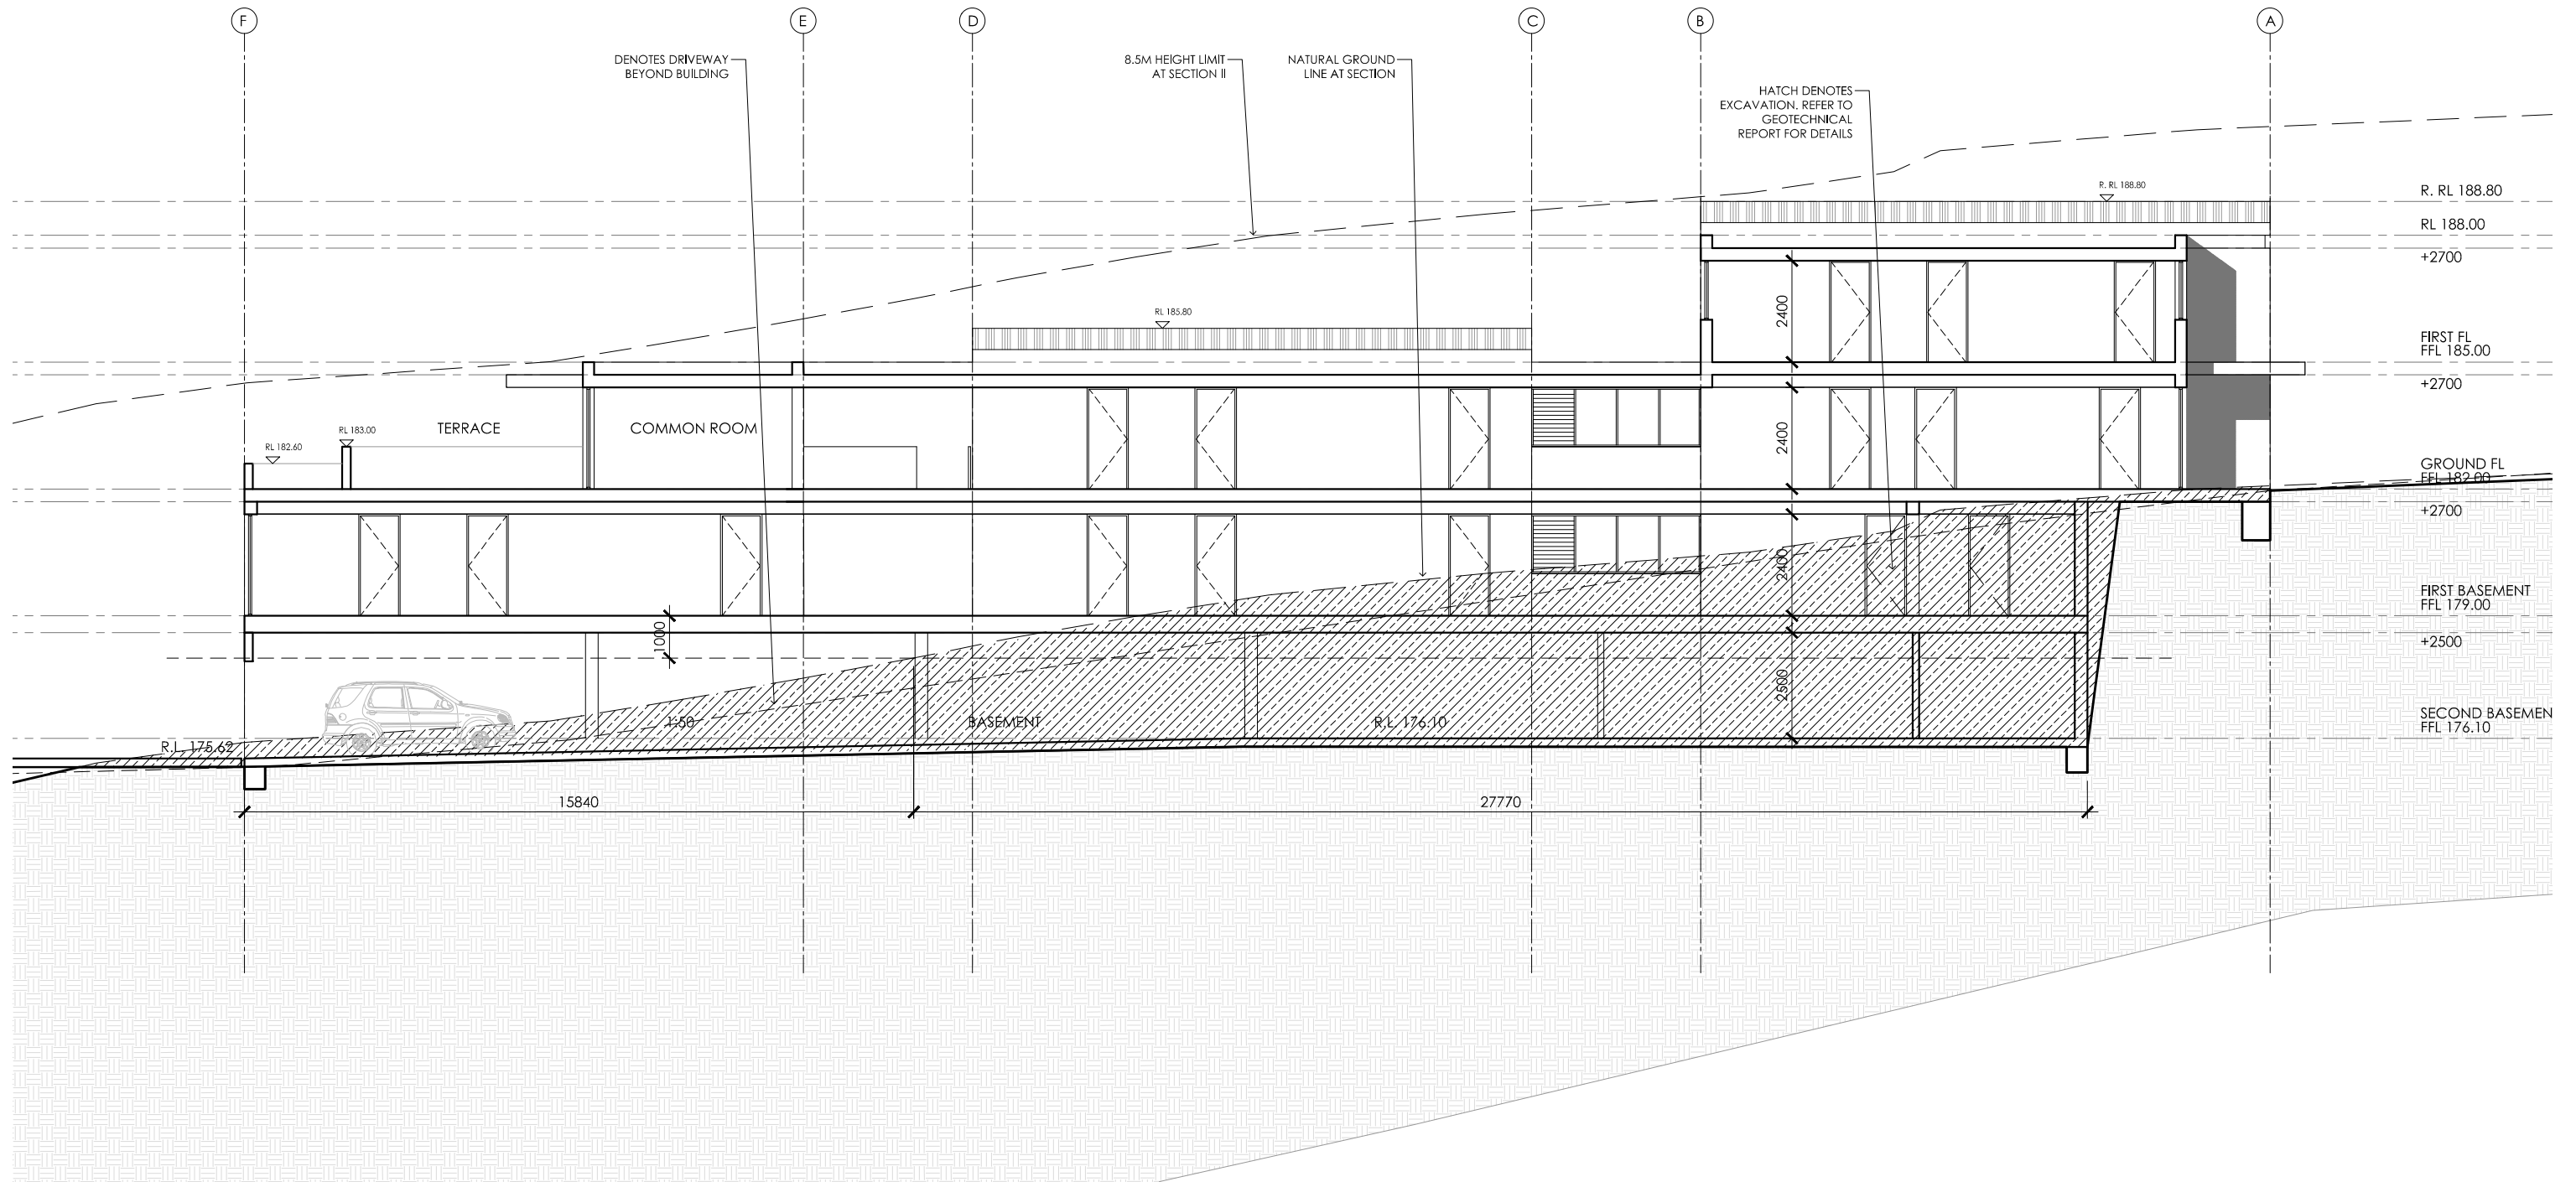 F
E
D
C
B
A
DENOTES DRIVEWAY
BEYOND BUILDING
8.5M HEIGHT LIMIT
AT SECTION II
NATURAL GROUND
LINE AT SECTION
HATCH DENOTES
EXCAVATION. REFER TO
GEOTECHNICAL
REPORT FOR DETAILS
R. RL 188.80
R. RL 188.80
RL 188.00
+2700
2400
RL 185.80
FIRST FL
FFL 185.00
+2700
RL 182.60
RL 183.00
TERRACE
COMMON ROOM
2400
GROUND FL
FFL 182.00
+2700
2400
FIRST BASEMENT
FFL 179.00
1000
+2500
2500
R.L. 175.62
1:50
BASEMENT
R.L. 176.10
SECOND BASEMEN
FFL 176.10
15840
27770